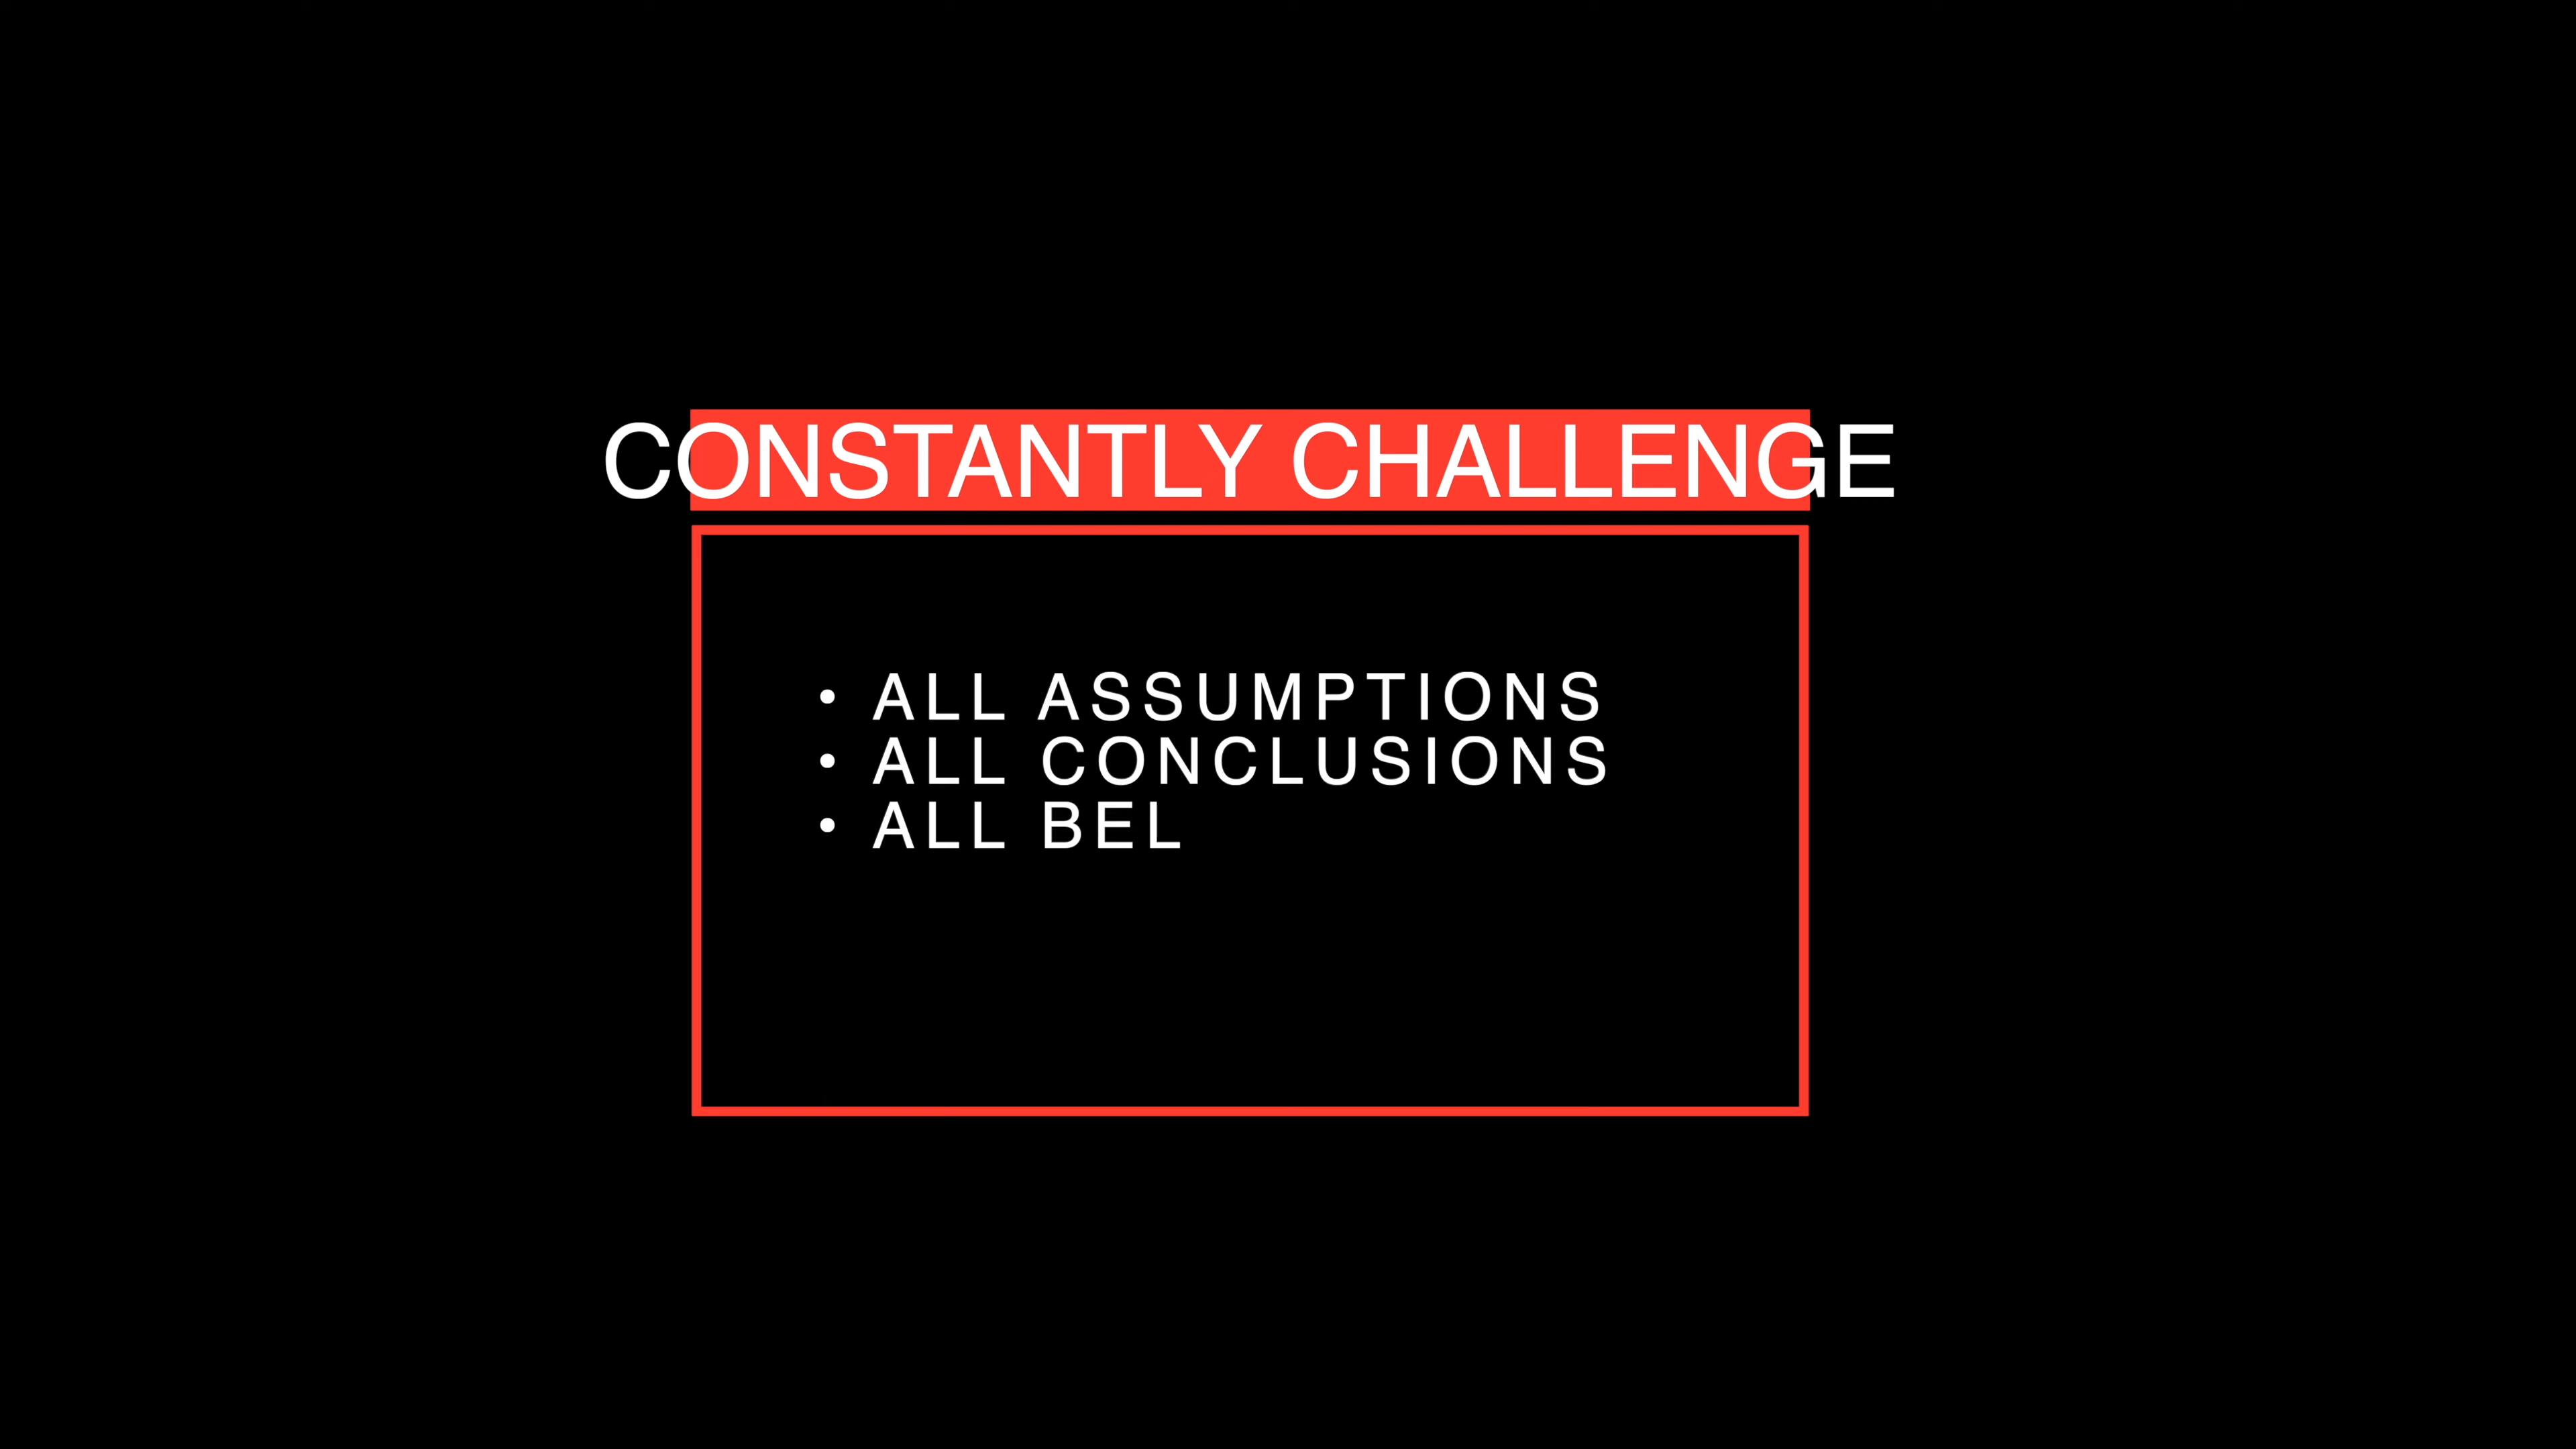 CONSTANTLY CHALLENGE
• ALL ASSUMPTIONS
• ALL CONCLUSIONS
• ALL BEL